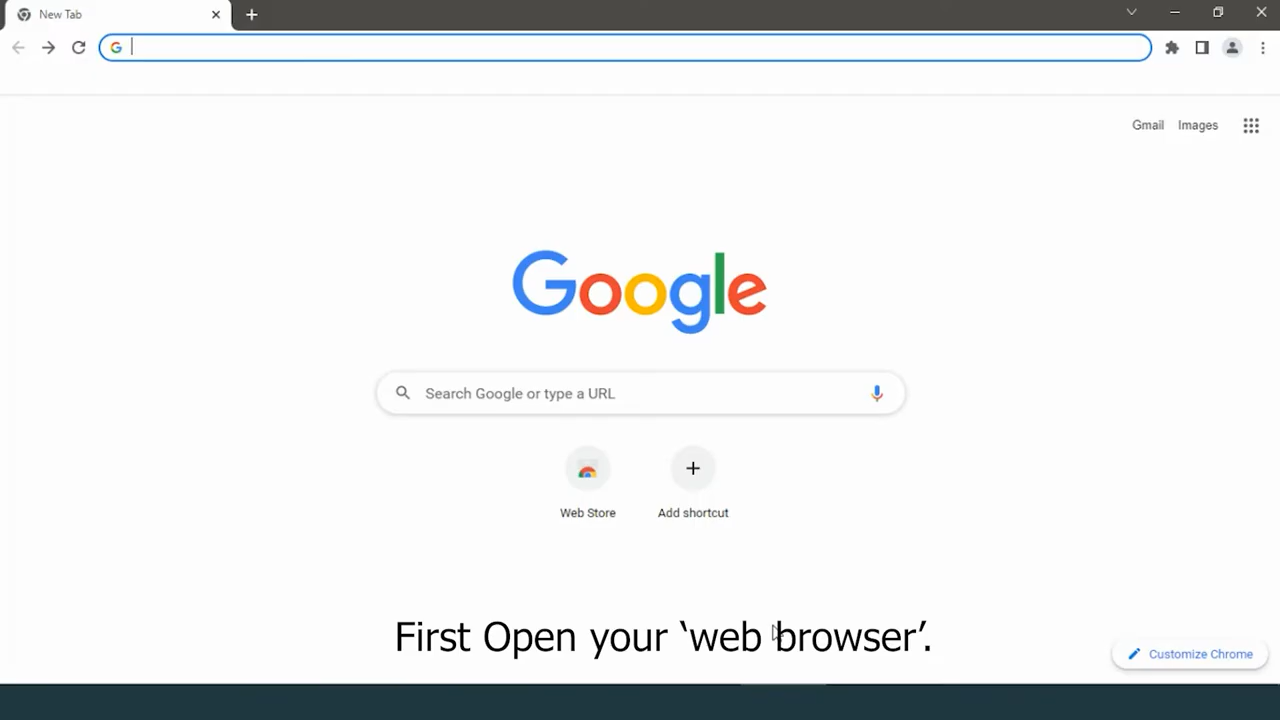 New Tab
Gmail Images
Google
Search Google or type a URL
Web Store Add shortcut
First Open your ‘web browser’.
Customize Chrome